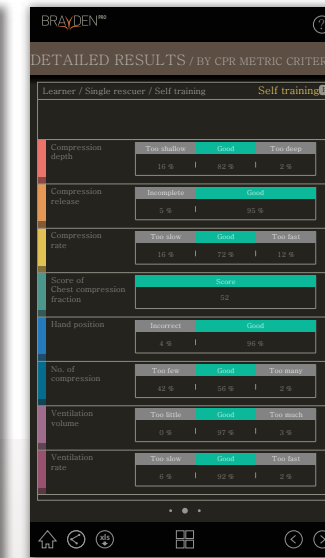 BRAYDEN PRO
?
DETAILED RESULTS / BY CPR METRIC CRITER
Learner / Single rescuer / Self training Self training
Compression depth
Too shallow Good Too deep
16 % 82 % 2 %
Compression release
Incomplete Good
5 % 95 %
Compression rate
Too slow Good Too fast
16 % 72 % 12 %
Score of Chest compression fraction
Score
52
Hand position
Incorrect Good
4 % 96 %
No. of compression
Too few Good Too many
42 % 56 % 2 %
Ventilation volume
Too little Good Too much
0 % 97 % 3 %
Ventilation rate
Too slow Good Too fast
6 % 92 % 2 %
xls